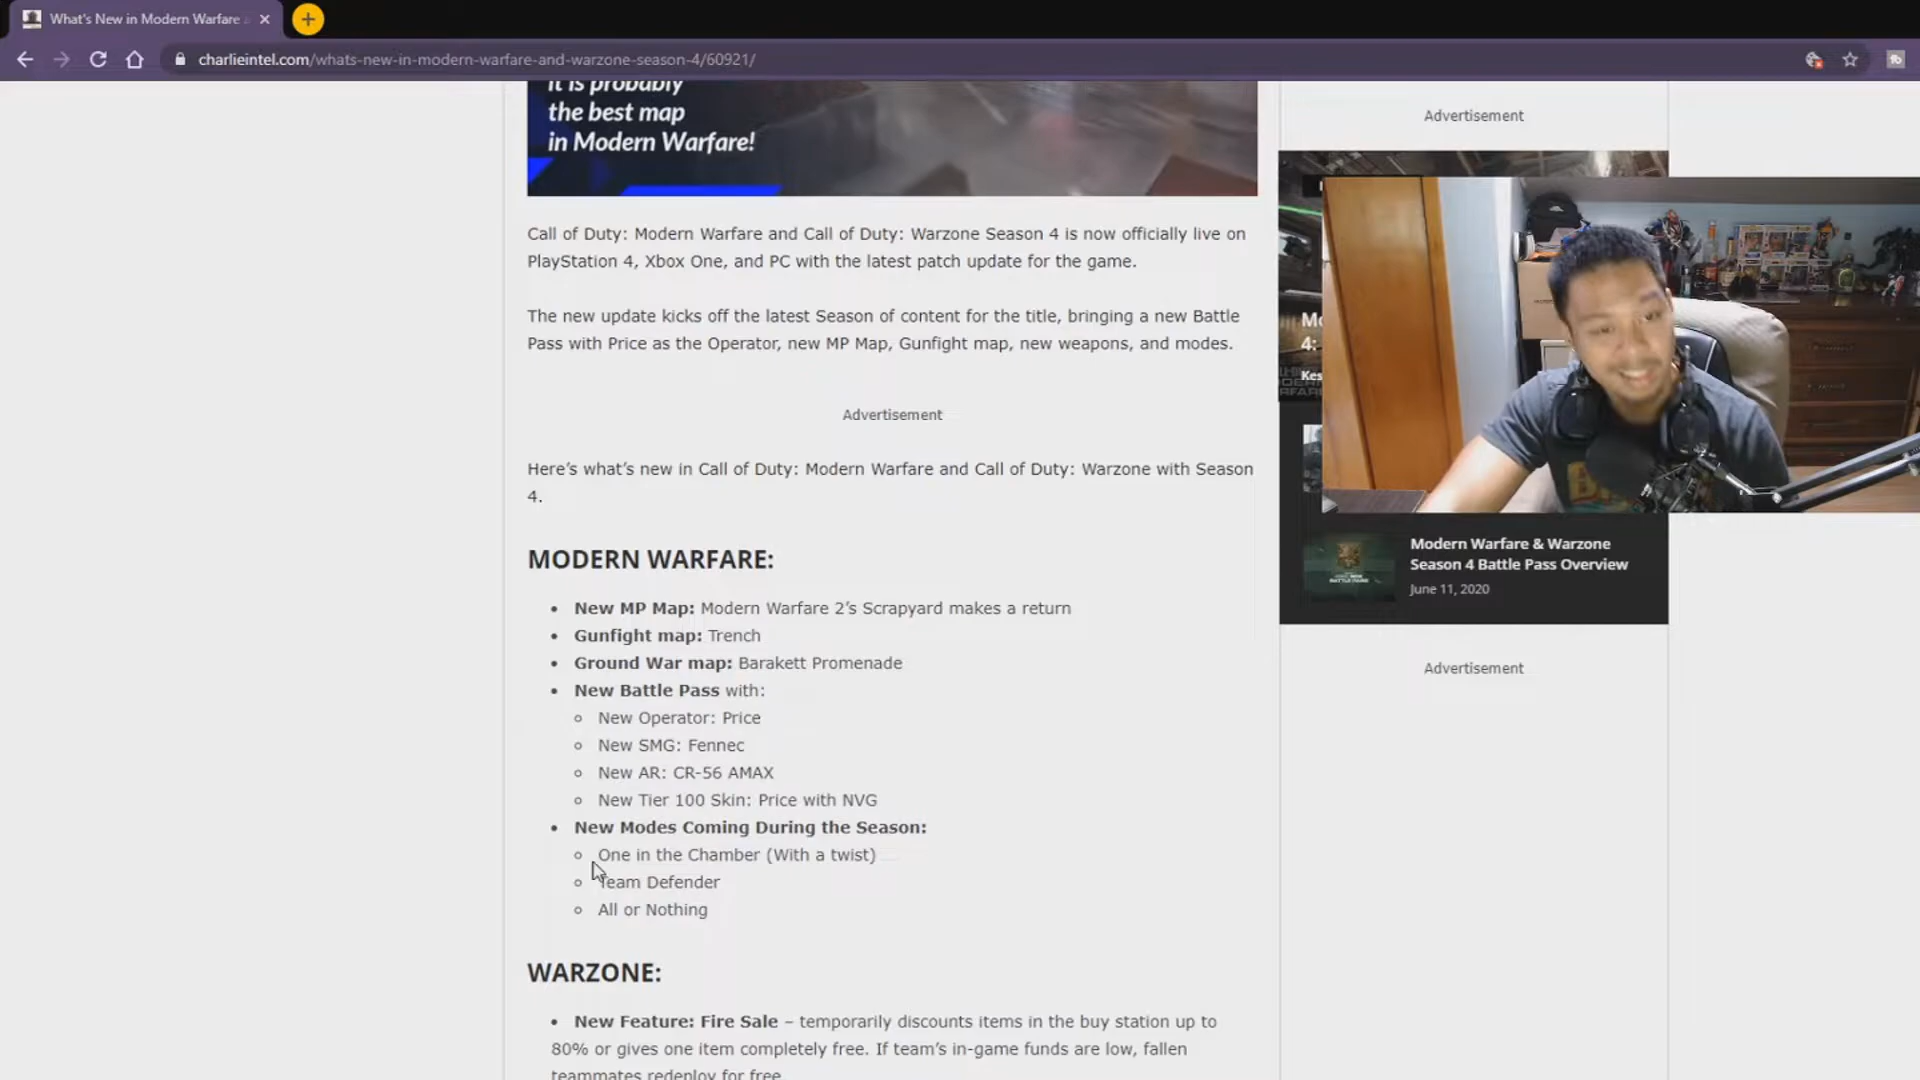 What's New in Modern Warfare
charlieintel.com/whats-new-in-modern-warfare-and-warzone-season-4/60921/
it is probably
the best map
in Modern Warfare!
Advertisement
Call of Duty: Modern Warfare and Call of Duty: Warzone Season 4 is now officially live on
PlayStation 4, Xbox One, and PC with the latest patch update for the game.
The new update kicks off the latest Season of content for the title, bringing a new Battle
Pass with Price as the Operator, new MP Map, Gunfight map, new weapons, and modes.
Advertisement
Here's what's new in Call of Duty: Modern Warfare and Call of Duty: Warzone with Season
4.
MODERN WARFARE:
• New MP Map: Modern Warfare 2's Scrapyard makes a return
• Gunfight map: Trench
• Ground War map: Barakett Promenade
• New Battle Pass with:
○ New Operator: Price
○ New SMG: Fennec
○ New AR: CR-56 AMAX
○ New Tier 100 Skin: Price with NVG
• New Modes Coming During the Season:
○ One in the Chamber (With a twist)
○ Team Defender
○ All or Nothing
WARZONE:
• New Feature: Fire Sale – temporarily discounts items in the buy station up to
80% or gives one item completely free. If team's in-game funds are low, fallen
teammates redeploy for free.
4:
Modern Warfare & Warzone
Season 4 Battle Pass Overview
June 11, 2020
Advertisement